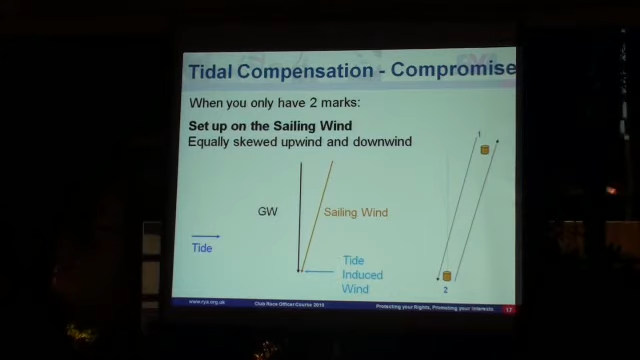 Tidal Compensation - Compromise
When you only have 2 marks:
Set up on the Sailing Wind
Equally skewed upwind and downwind
1
GW
Sailing Wind
Tide
Tide
Induced
Wind
2
www.rya.org.uk
Club Race Officer Course 2015
Protecting your Rights, Promoting your Interests
17